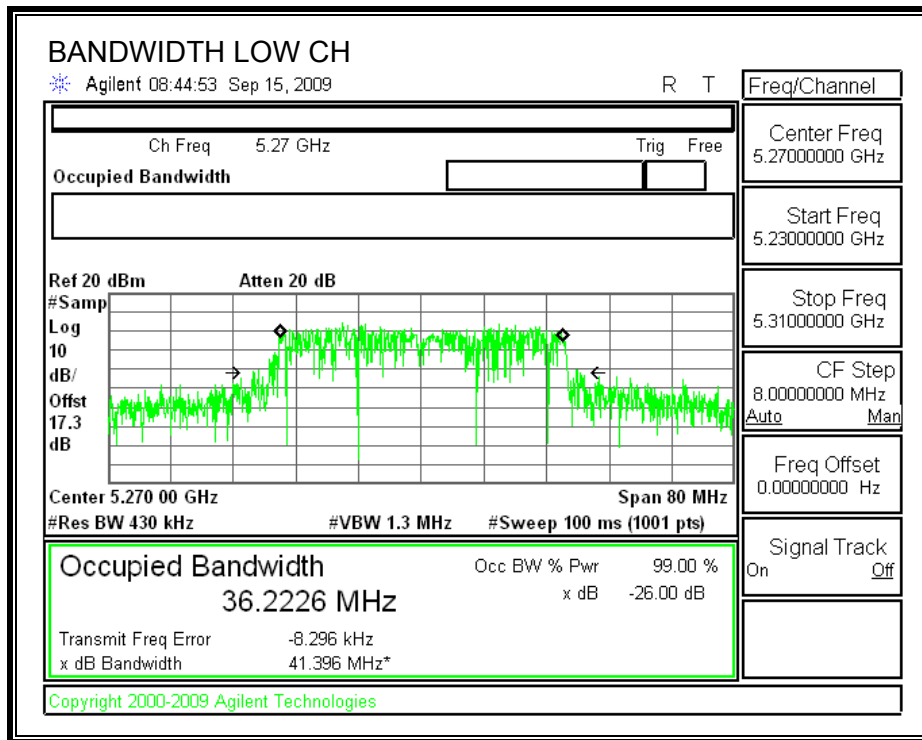 BANDWIDTH LOW CH
Agilent 08:44:53 Sep 15, 2009 R T
Ch Freq 5.27 GHz Trig Free
Occupied Bandwidth
Ref 20 dBm Atten 20 dB
#Samp
Log
10
dB/
Offst
17.3
dB
Center 5.270 00 GHz Span 80 MHz
#Res BW 430 kHz #VBW 1.3 MHz #Sweep 100 ms (1001 pts)
Occupied Bandwidth Occ BW % Pwr 99.00 %
36.2226 MHz x dB -26.00 dB
Transmit Freq Error -8.296 kHz
x dB Bandwidth 41.396 MHz*
Copyright 2000-2009 Agilent Technologies
Freq/Channel
Center Freq
5.27000000 GHz
Start Freq
5.23000000 GHz
Stop Freq
5.31000000 GHz
CF Step
8.00000000 MHz
Auto Man
Freq Offset
0.00000000 Hz
Signal Track
On Off